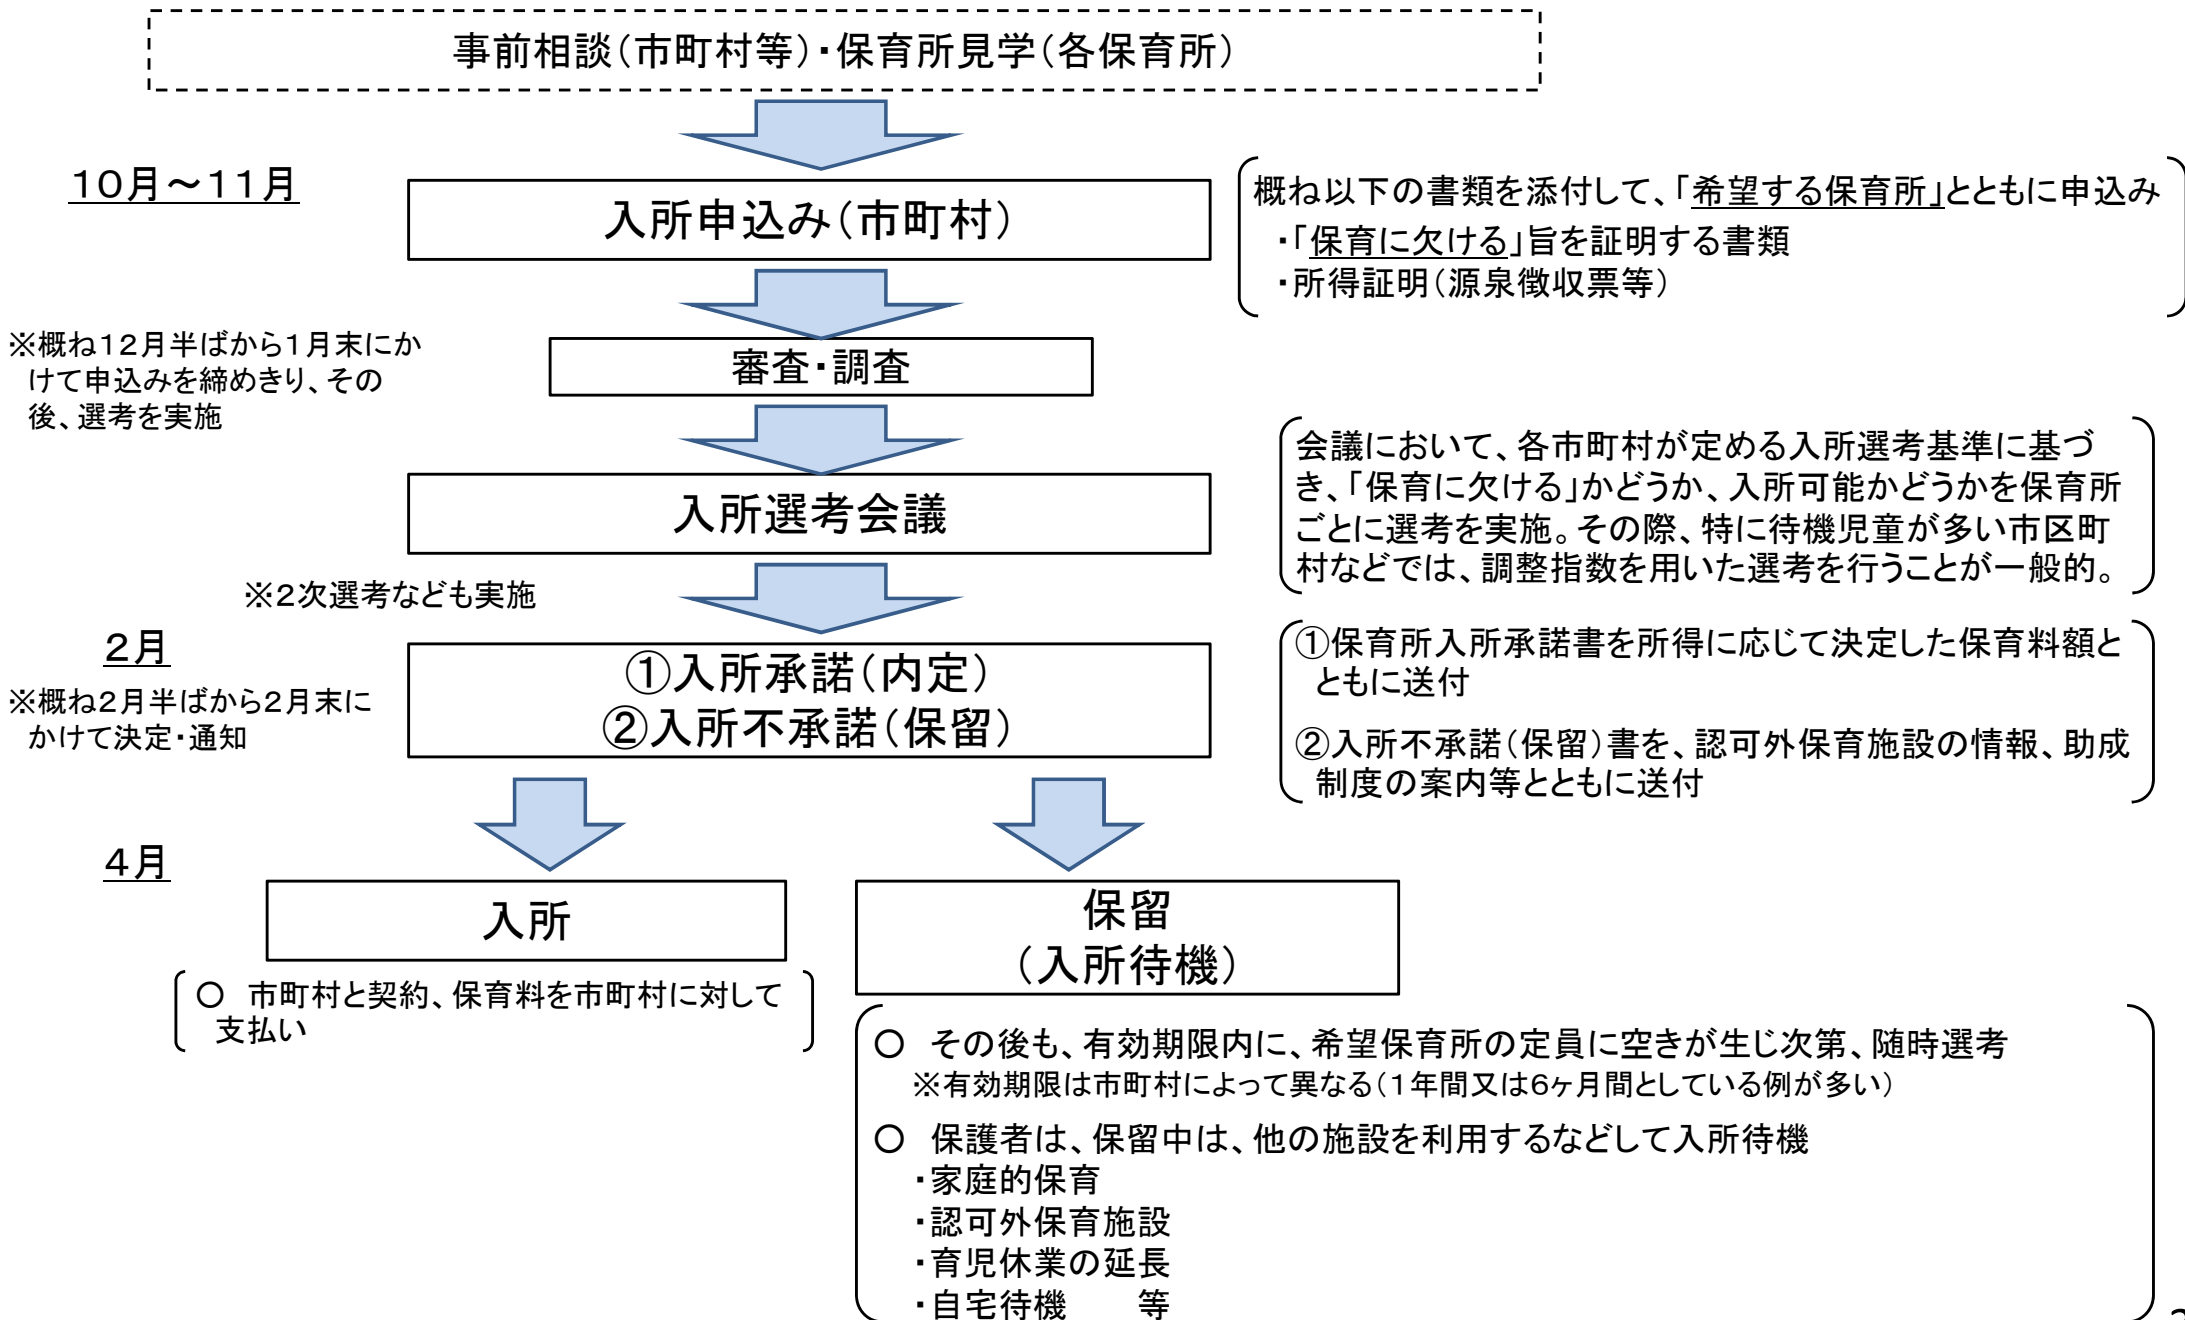 事前相談(市町村等)・保育所見学(各保育所)
10月～11月
入所申込み(市町村)
概ね以下の書類を添付して、「希望する保育所」とともに申込み
・「保育に欠ける」旨を証明する書類
・所得証明(源泉徴収票等)
※概ね12月半ばから1月末にか
けて申込みを締めきり、その
後、選考を実施
審査・調査
入所選考会議
会議において、各市町村が定める入所選考基準に基づ
き、「保育に欠ける」かどうか、入所可能かどうかを保育所
ごとに選考を実施。その際、特に待機児童が多い市区町
村などでは、調整指数を用いた選考を行うことが一般的。
※2次選考なども実施
2月
※概ね2月半ばから2月末に
かけて決定・通知
①入所承諾(内定)
②入所不承諾(保留)
①保育所入所承諾書を所得に応じて決定した保育料額と
ともに送付
②入所不承諾(保留)書を、認可外保育施設の情報、助成
制度の案内等とともに送付
4月
入所
○ 市町村と契約、保育料を市町村に対して
支払い
保留
(入所待機)
○ その後も、有効期限内に、希望保育所の定員に空きが生じ次第、随時選考
※有効期限は市町村によって異なる(1年間又は6ヶ月間としている例が多い)
○ 保護者は、保留中は、他の施設を利用するなどして入所待機
・家庭的保育
・認可外保育施設
・育児休業の延長
・自宅待機 等